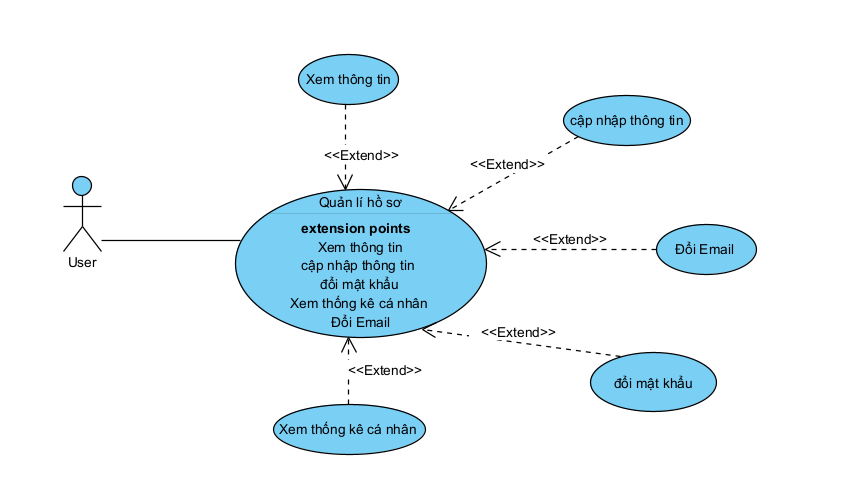 Xem thông tin
cập nhập thông tin
<<Extend>>
<<Extend>>
Quản lí hồ sơ
extension points
Xem thông tin
cập nhập thông tin
đổi mật khẩu
Xem thống kê cá nhân
Đổi Email
<<Extend>>
Đổi Email
User
<<Extend>>
đổi mật khẩu
<<Extend>>
Xem thống kê cá nhân